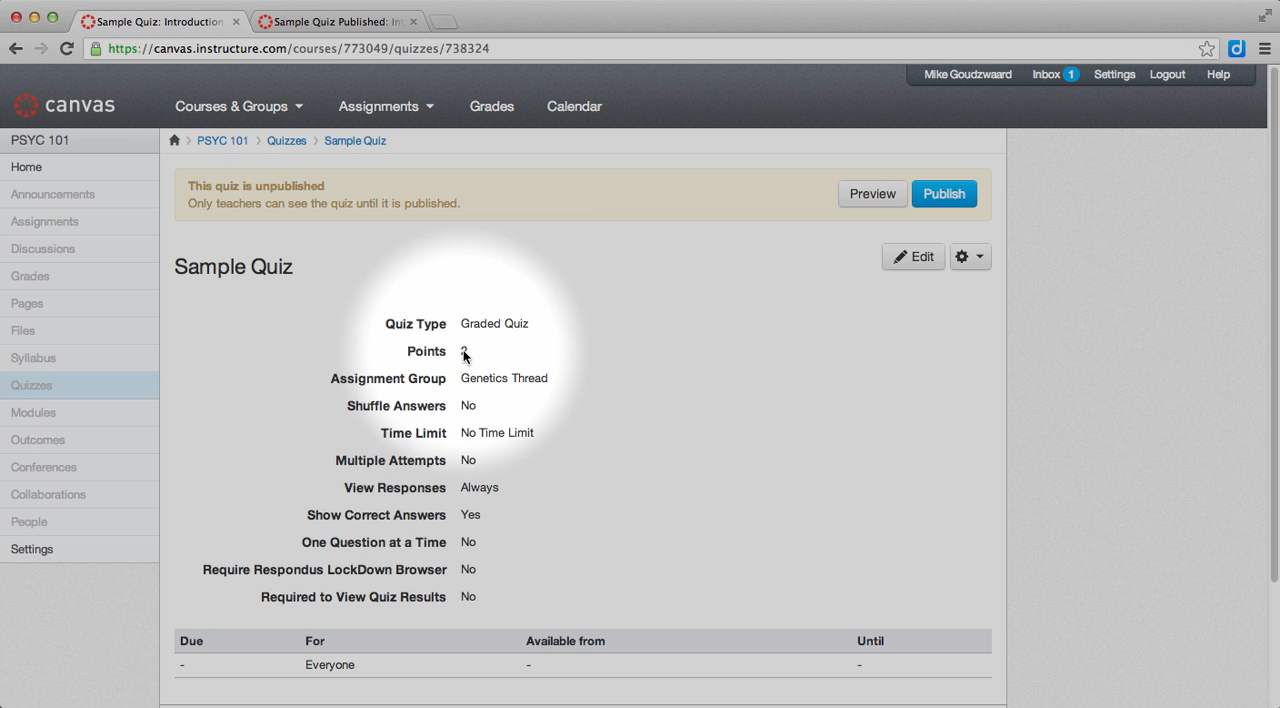 Sample Quiz: Introduction
Sample Quiz Published: Int
https://canvas.instructure.com/courses/773049/quizzes/738324
d
Mike Goudzwaard Inbox 1 Settings Logout Help
canvas Courses & Groups Assignments Grades Calendar
PSYC 101
Home
Announcements
Assignments
Discussions
Grades
Pages
Files
Syllabus
Quizzes
Modules
Outcomes
Conferences
Collaborations
People
Settings
PSYC 101 Quizzes Sample Quiz
This quiz is unpublished
Only teachers can see the quiz until it is published.
Preview Publish
Sample Quiz
Edit
Quiz Type Graded Quiz
Points
Assignment Group Genetics Thread
Shuffle Answers No
Time Limit No Time Limit
Multiple Attempts No
View Responses Always
Show Correct Answers Yes
One Question at a Time No
Require Respondus LockDown Browser No
Required to View Quiz Results No
Due For Available from Until
- Everyone - -